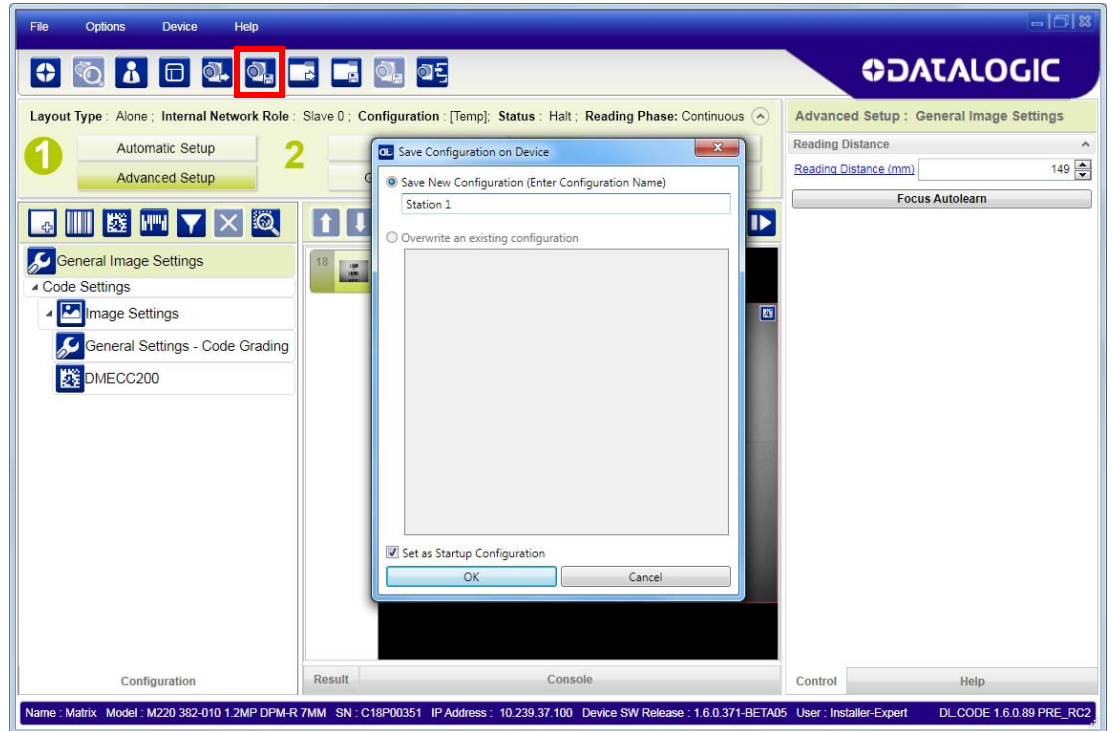 File Options Device Help
DATALOGIC
Layout Type : Alone ; Internal Network Role : Slave 0 ; Configuration : [Temp]; Status : Halt ; Reading Phase: Continuous
Advanced Setup : General Image Settings
1
Automatic Setup
Advanced Setup
2
Reading Distance
Reading Distance (mm) 149
Focus Autolearn
Save Configuration on Device
Save New Configuration (Enter Configuration Name)
Station 1
Overwrite an existing configuration
Set as Startup Configuration
OK Cancel
General Image Settings
Code Settings
Image Settings
General Settings - Code Grading
DMECC200
18
Configuration
Result Console
Control Help
Name : Matrix Model : M220 382-010 1.2MP DPM-R 7MM SN : C18P00351 IP Address : 10.239.37.100 Device SW Release : 1.6.0.371-BETA05 User : Installer-Expert DL.CODE 1.6.0.89 PRE_RC2